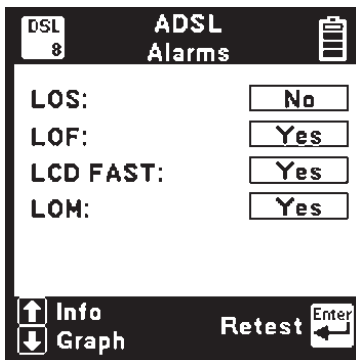 DSL
8
ADSL
Alarms
LOS: No
LOF: Yes
LCD FAST: Yes
LOM: Yes
Info
Graph
Retest Enter